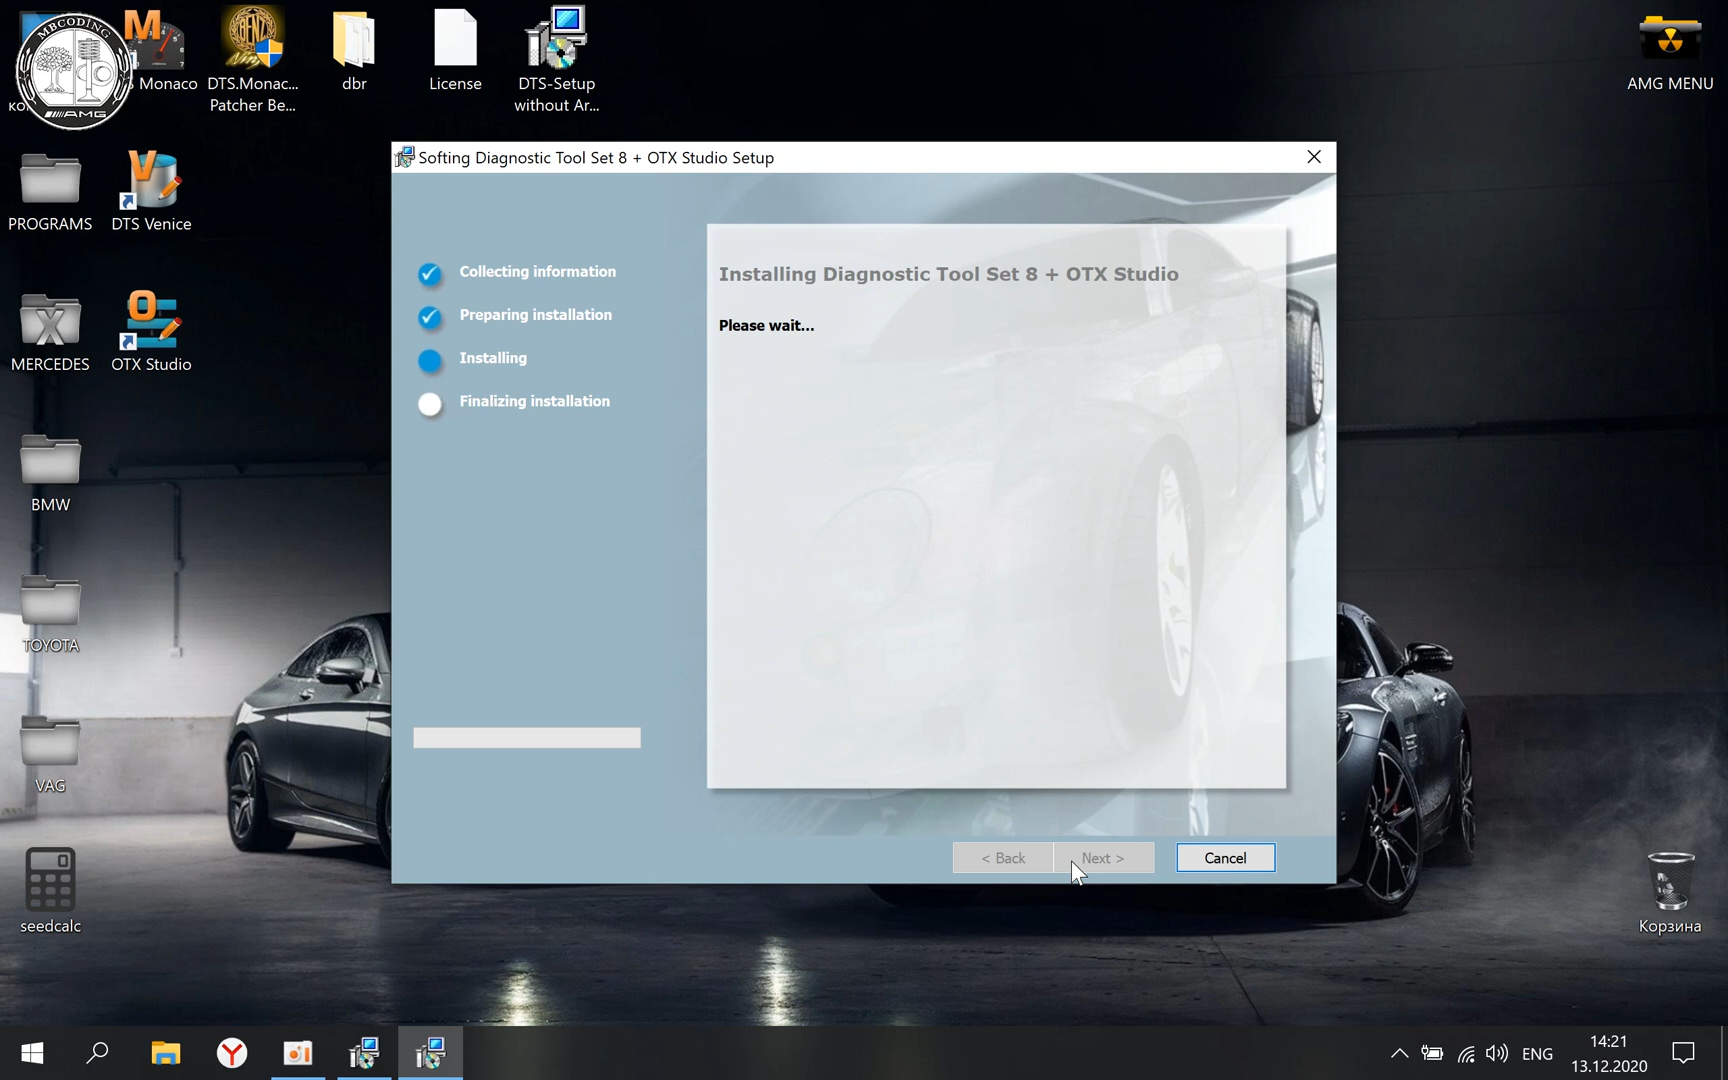 MBCODING
AMG
Monaco
DTS.Monac...
Patcher Be...
dbr
License
DTS-Setup
without Ar...
AMG MENU
PROGRAMS
DTS Venice
MERCEDES
OTX Studio
BMW
TOYOTA
VAG
seedcalc
Softing Diagnostic Tool Set 8 + OTX Studio Setup
Collecting information
Preparing installation
Installing
Finalizing installation
Installing Diagnostic Tool Set 8 + OTX Studio
Please wait...
< Back
Next >
Cancel
Корзина
ENG
14:21
13.12.2020